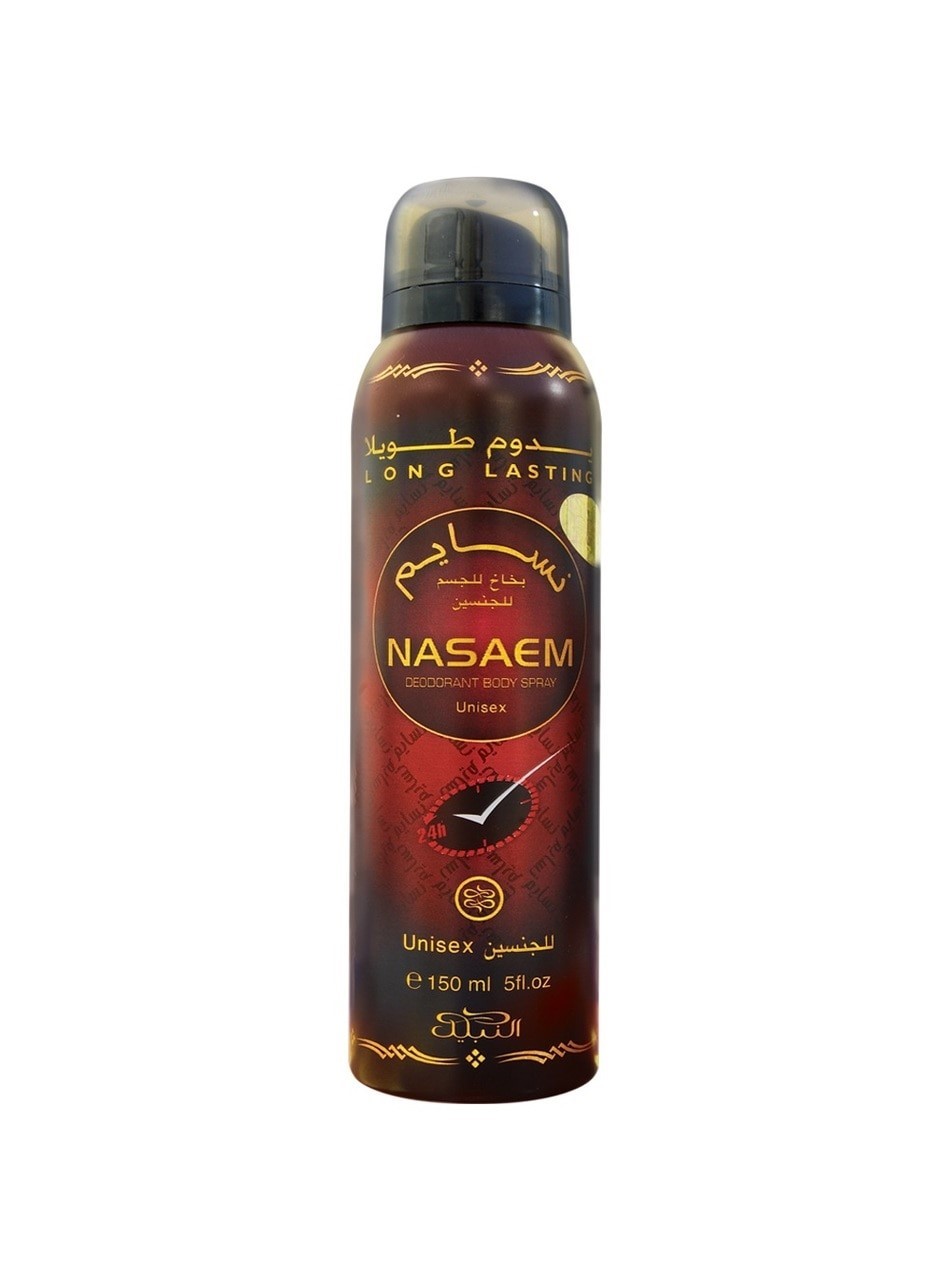 يدوم طويلا
LONG LASTING
نسايم
بخاخ للجسم
للجنسين
NASAEM
DEODORANT BODY SPRAY
Unisex
24h
Unisex للجنسين
℮ 150 ml 5fl.oz
النبيل